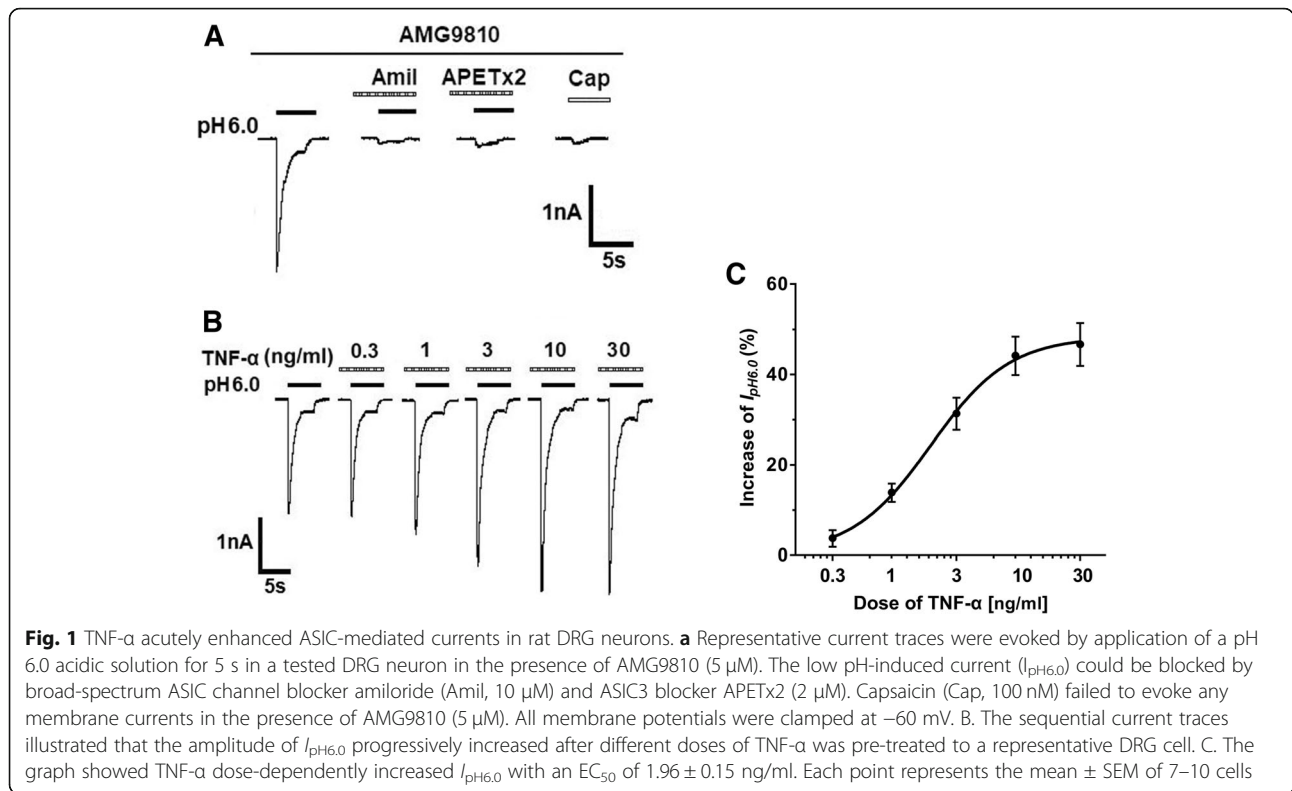 A
AMG9810
Amil APETx2 Cap
pH6.0
1nA
5s
B
TNF-α (ng/ml) 0.3 1 3 10 30
pH6.0
1nA
5s
C
Increase of IpH6.0 (%)
60
40
20
0
0.3 1 3 10 30
Dose of TNF-α [ng/ml]
Fig. 1 TNF-α acutely enhanced ASIC-mediated currents in rat DRG neurons. a Representative current traces were evoked by application of a pH
6.0 acidic solution for 5 s in a tested DRG neuron in the presence of AMG9810 (5 μM). The low pH-induced current (IpH6.0) could be blocked by
broad-spectrum ASIC channel blocker amiloride (Amil, 10 μM) and ASIC3 blocker APETx2 (2 μM). Capsaicin (Cap, 100 nM) failed to evoke any
membrane currents in the presence of AMG9810 (5 μM). All membrane potentials were clamped at −60 mV. B. The sequential current traces
illustrated that the amplitude of IpH6.0 progressively increased after different doses of TNF-α was pre-treated to a representative DRG cell. C. The
graph showed TNF-α dose-dependently increased IpH6.0 with an EC50 of 1.96 ± 0.15 ng/ml. Each point represents the mean ± SEM of 7–10 cells